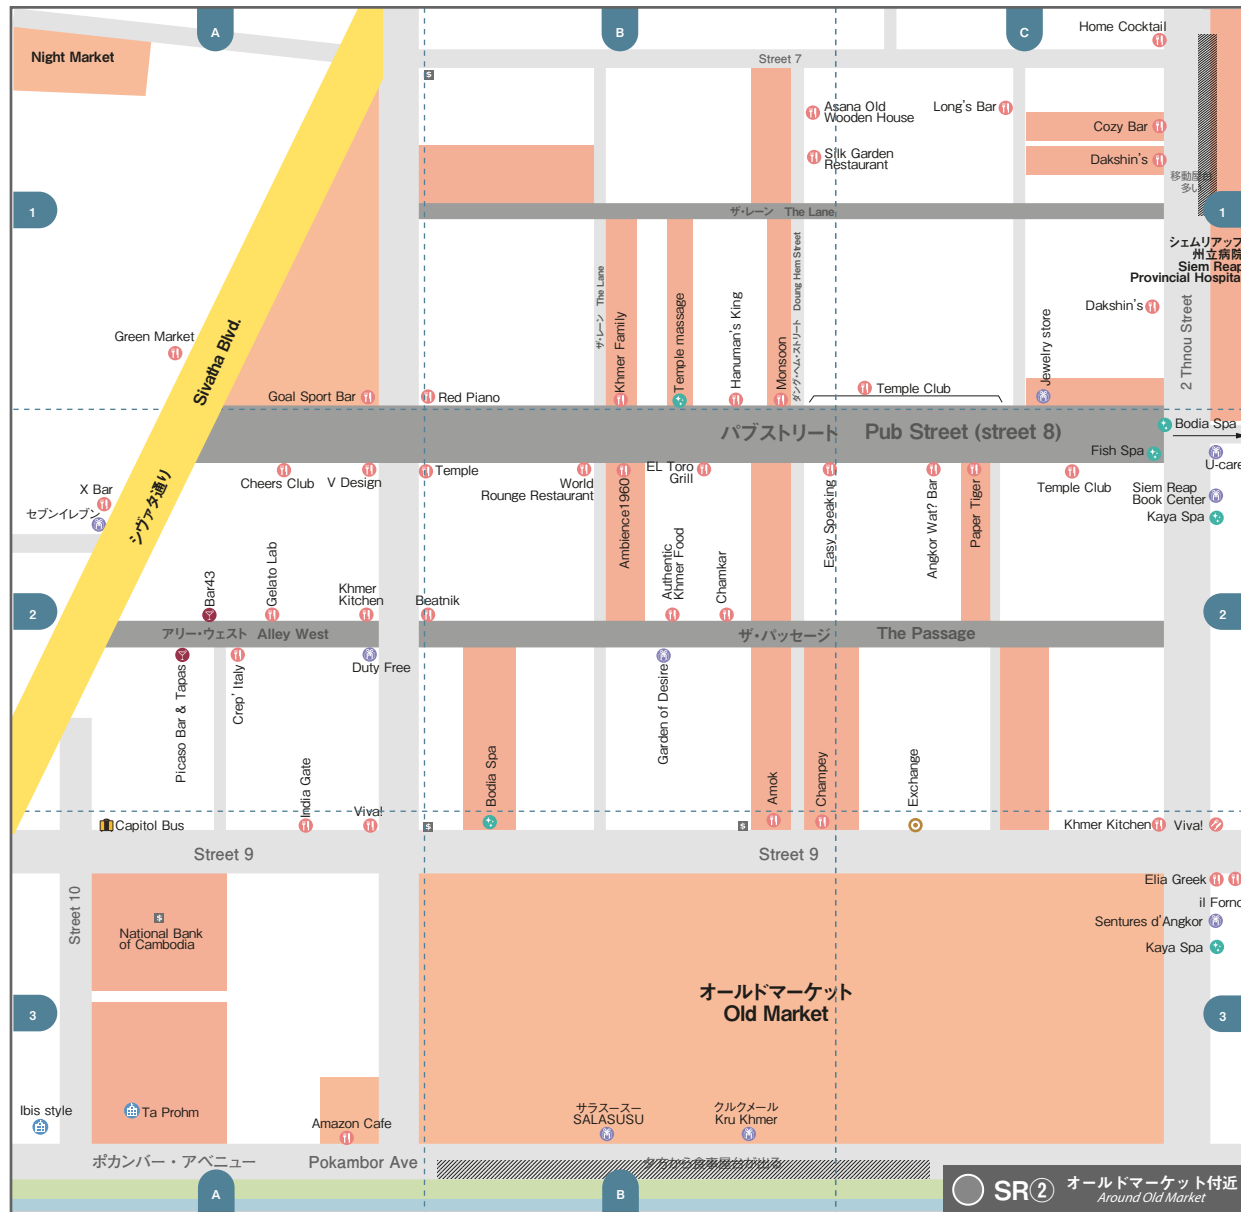 A
B
C
Home Cocktail
Night Market
Street 7
$
Asana Old
Wooden House
Long's Bar
Cozy Bar
Silk Garden
Restaurant
Dakshin's
移動屋台
多い
1
ザ・レーン The Lane
1
シェムリアップ
州立病院
Siem Reap
Provincial Hospita
ザ・レーン The Lane
ダング・ヘム・ストリート Doung Hem Street
2 Thnou Street
Dakshin's
Green Market
Sivatha Blvd.
Khmer Family
Temple massage
Hanuman's King
Monsoon
Jewelry store
Goal Sport Bar
Red Piano
Temple Club
パブストリート Pub Street (street 8)
Bodia Spa
Fish Spa
U-care
シヴァタ通り
X Bar
セブンイレブン
Cheers Club
V Design
Temple
World
Rounge Restaurant
Ambience1960
EL Toro
Grill
Easy Speaking
Angkor Wat? Bar
Paper Tiger
Temple Club
Siem Reap
Book Center
Kaya Spa
Bar43
Gelato Lab
Khmer
Kitchen
Beatnik
Authentic
Khmer Food
Chamkar
2
アリー・ウェスト Alley West
ザ・パッセージ The Passage
2
Picaso Bar & Tapas
Crep' Italy
Duty Free
Garden of Desire
India Gate
Viva!
Bodia Spa
Amok
Champey
Exchange
Capitol Bus
$
$
Khmer Kitchen
Viva!
Street 9
Street 9
Street 10
$
National Bank
of Cambodia
Elia Greek
il Forno
Sentures d'Angkor
Kaya Spa
オールドマーケット
Old Market
3
3
Ibis style
Ta Prohm
Amazon Cafe
サラスースー
SALASUSU
クルクメール
Kru Khmer
ポカンバー・アベニュー Pokambor Ave
夕方から食事屋台が出る
A
B
SR② オールドマーケット付近
Around Old Market